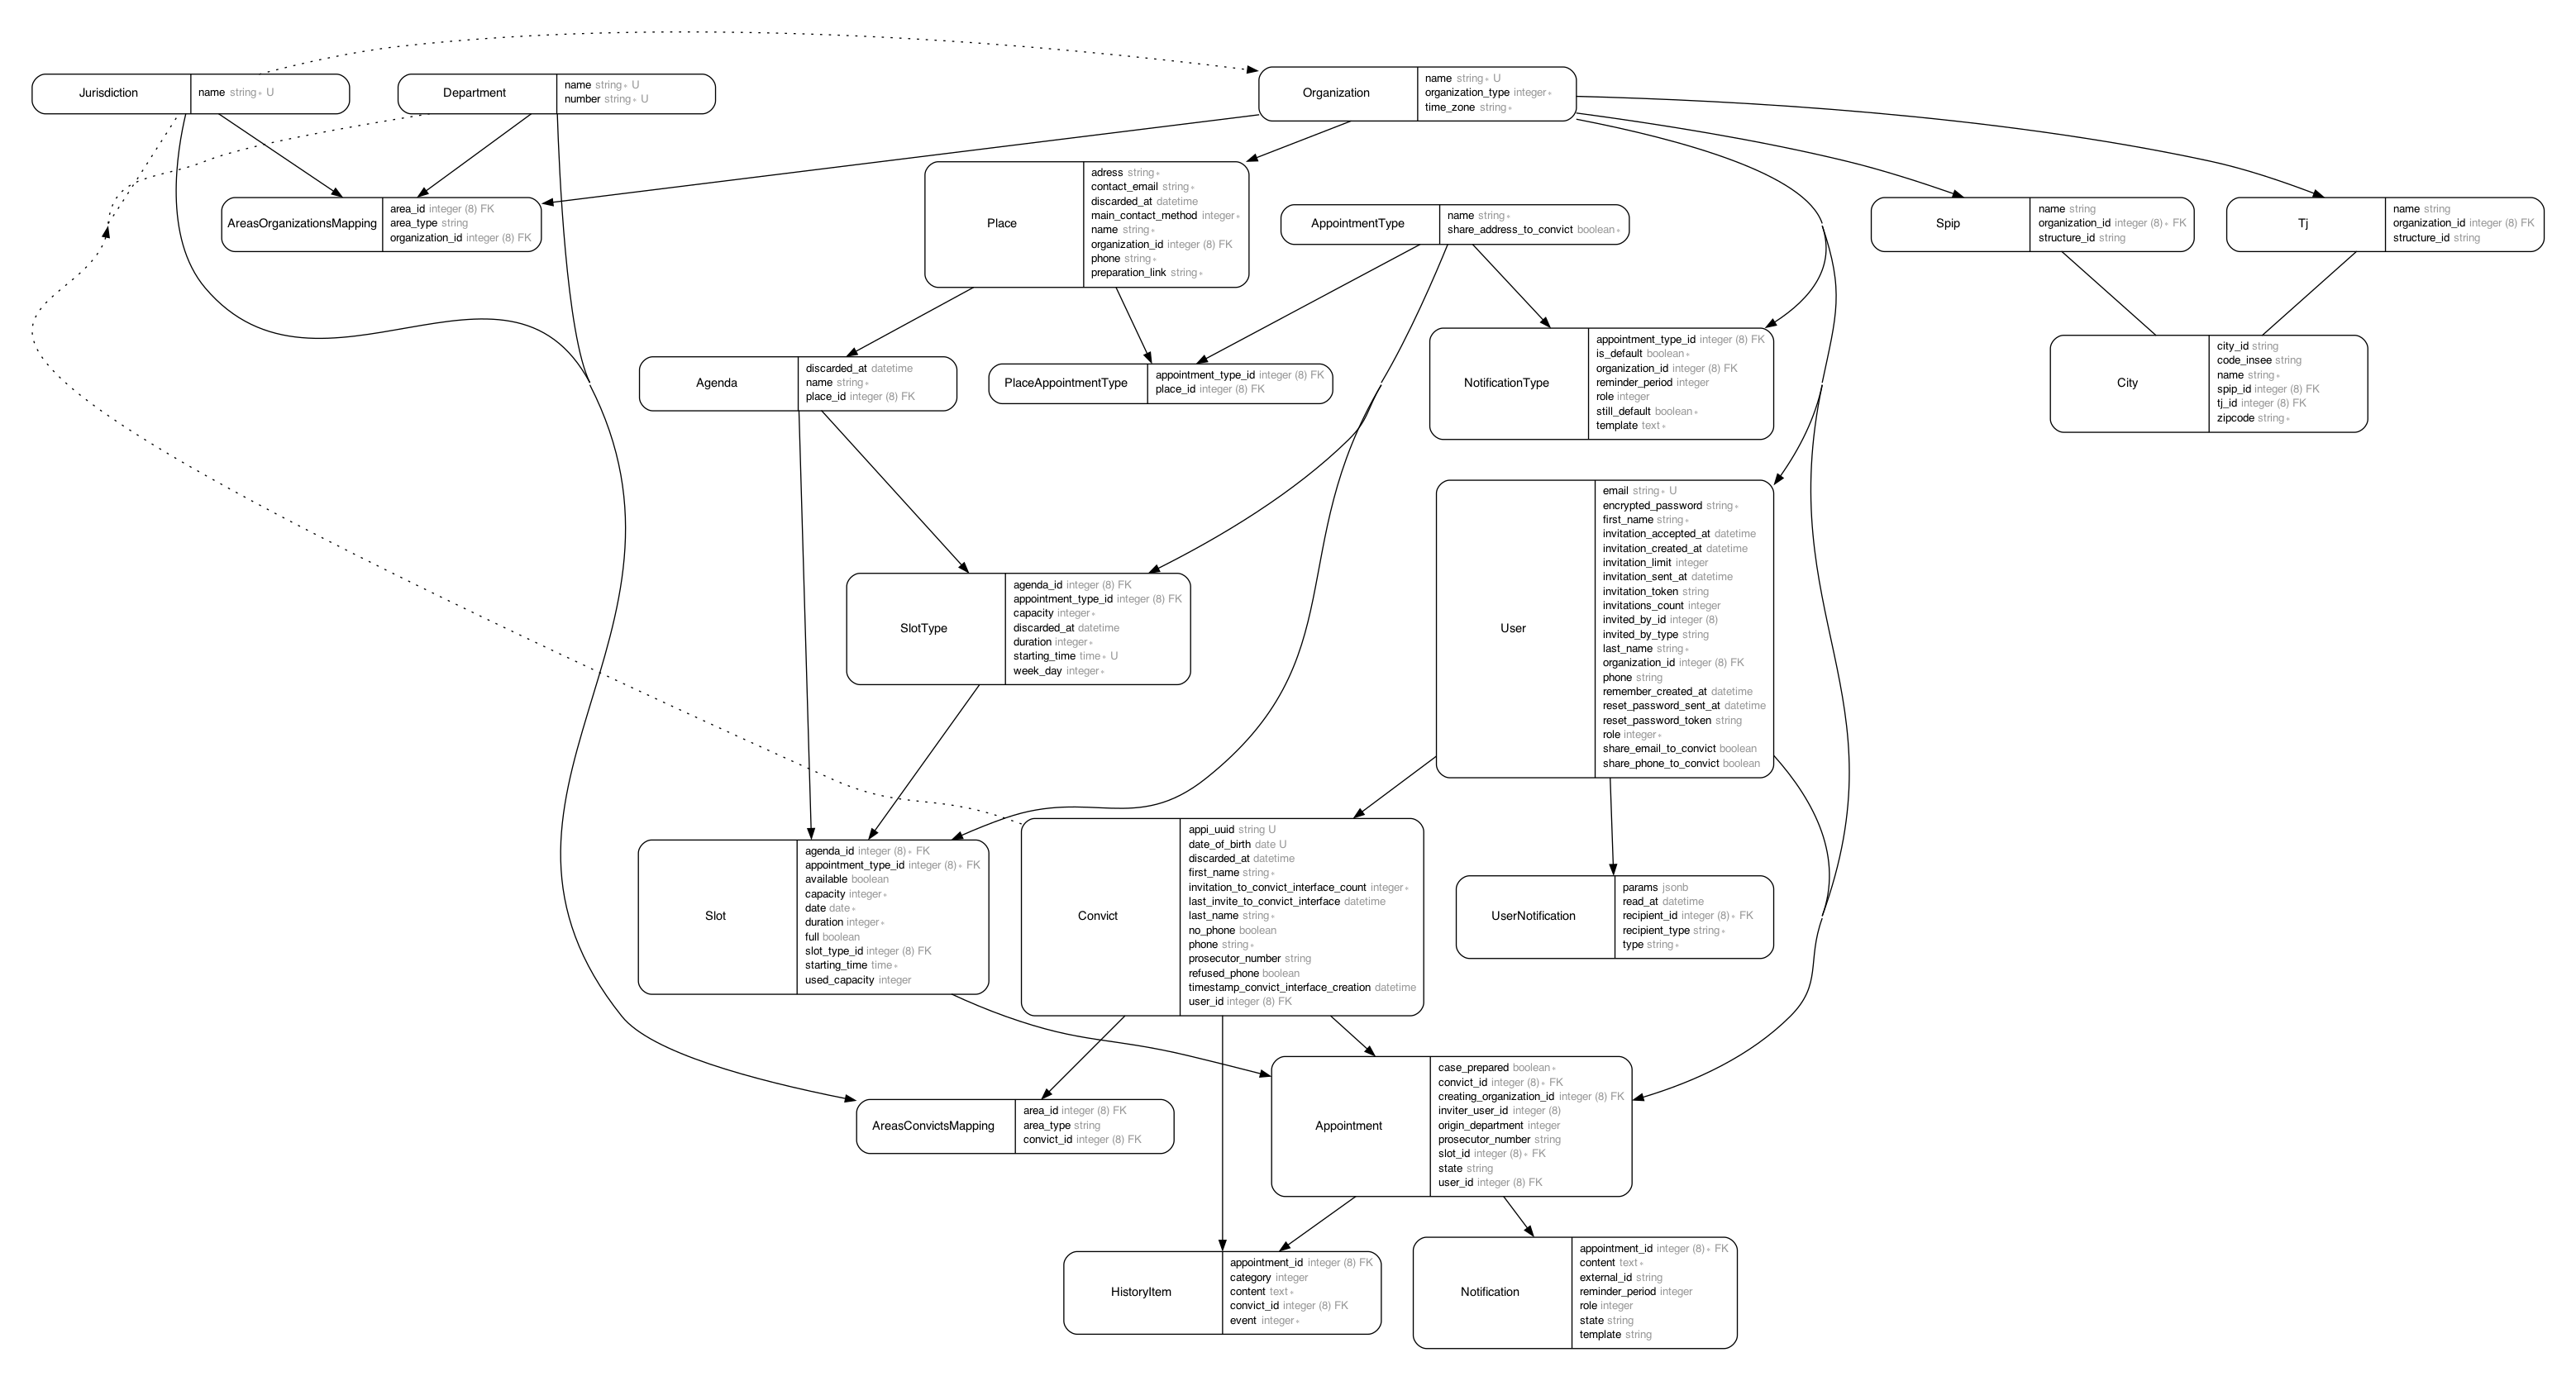 Jurisdiction
name string∗ U
Department
name string∗ U
number string∗ U
Organization
name string∗ U
organization_type integer∗
time_zone string∗
AreasOrganizationsMapping
area_id integer (8) FK
area_type string
organization_id integer (8) FK
Place
adress string∗
contact_email string∗
discarded_at datetime
main_contact_method integer∗
name string∗
organization_id integer (8) FK
phone string∗
preparation_link string∗
AppointmentType
name string∗
share_address_to_convict boolean∗
Spip
name string
organization_id integer (8)∗ FK
structure_id string
Tj
name string
organization_id integer (8) FK
structure_id string
Agenda
discarded_at datetime
name string∗
place_id integer (8) FK
PlaceAppointmentType
appointment_type_id integer (8) FK
place_id integer (8) FK
NotificationType
appointment_type_id integer (8) FK
is_default boolean∗
organization_id integer (8) FK
reminder_period integer
role integer
still_default boolean∗
template text∗
City
city_id string
code_insee string
name string∗
spip_id integer (8) FK
tj_id integer (8) FK
zipcode string∗
SlotType
agenda_id integer (8) FK
appointment_type_id integer (8) FK
capacity integer∗
discarded_at datetime
duration integer∗
starting_time time∗ U
week_day integer∗
User
email string∗ U
encrypted_password string∗
first_name string∗
invitation_accepted_at datetime
invitation_created_at datetime
invitation_limit integer
invitation_sent_at datetime
invitation_token string
invitations_count integer
invited_by_id integer (8)
invited_by_type string
last_name string∗
organization_id integer (8) FK
phone string
remember_created_at datetime
reset_password_sent_at datetime
reset_password_token string
role integer∗
share_email_to_convict boolean
share_phone_to_convict boolean
Slot
agenda_id integer (8)∗ FK
appointment_type_id integer (8)∗ FK
available boolean
capacity integer∗
date date∗
duration integer∗
full boolean
slot_type_id integer (8) FK
starting_time time∗
used_capacity integer
Convict
appi_uuid string U
date_of_birth date U
discarded_at datetime
first_name string∗
invitation_to_convict_interface_count integer∗
last_invite_to_convict_interface datetime
last_name string∗
no_phone boolean
phone string∗
prosecutor_number string
refused_phone boolean
timestamp_convict_interface_creation datetime
user_id integer (8) FK
UserNotification
params jsonb
read_at datetime
recipient_id integer (8)∗ FK
recipient_type string∗
type string∗
AreasConvictsMapping
area_id integer (8) FK
area_type string
convict_id integer (8) FK
Appointment
case_prepared boolean∗
convict_id integer (8)∗ FK
creating_organization_id integer (8) FK
inviter_user_id integer (8)
origin_department integer
prosecutor_number string
slot_id integer (8)∗ FK
state string
user_id integer (8) FK
HistoryItem
appointment_id integer (8) FK
category integer
content text∗
convict_id integer (8) FK
event integer∗
Notification
appointment_id integer (8)∗ FK
content text∗
external_id string
reminder_period integer
role integer
state string
template string